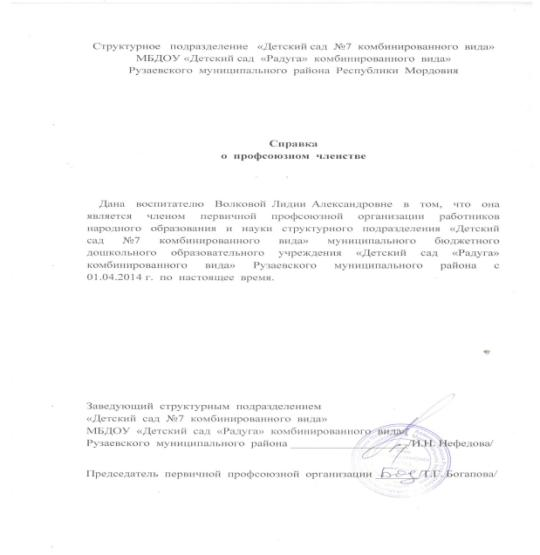 Структурное подразделение «Детский сад №7 комбинированного вида»
МБДОУ «Детский сад «Радуга» комбинированного вида»
Рузаевского муниципального района Республики Мордовия
Справка
о профсоюзном членстве
Дана воспитателю Волковой Лидии Александровне в том, что она
является членом первичной профсоюзной организации работников
народного образования и науки структурного подразделения «Детский
сад №7 комбинированного вида» муниципального бюджетного
дошкольного образовательного учреждения «Детский сад «Радуга»
комбинированного вида» Рузаевского муниципального района с
01.04.2014 г. по настоящее время.
Заведующий структурным подразделением
«Детский сад №7 комбинированного вида»
МБДОУ «Детский сад «Радуга» комбинированного вида»
Рузаевского муниципального района /И.Н. Нефедова/
Председатель первичной профсоюзной организации /Т.Г. Богапова/